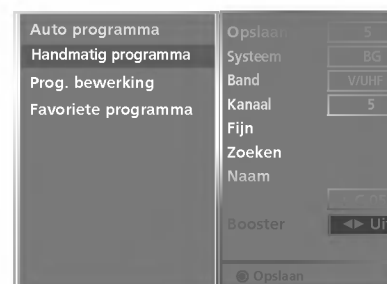 Auto programma
Handmatig programma
Prog. bewerking
Favoriete programma
Opslaan 5
Systeem BG
Band V/UHF
Kanaal 5
Fijn
Zoeken
Naam
Booster ◄► Ui
Opslaan